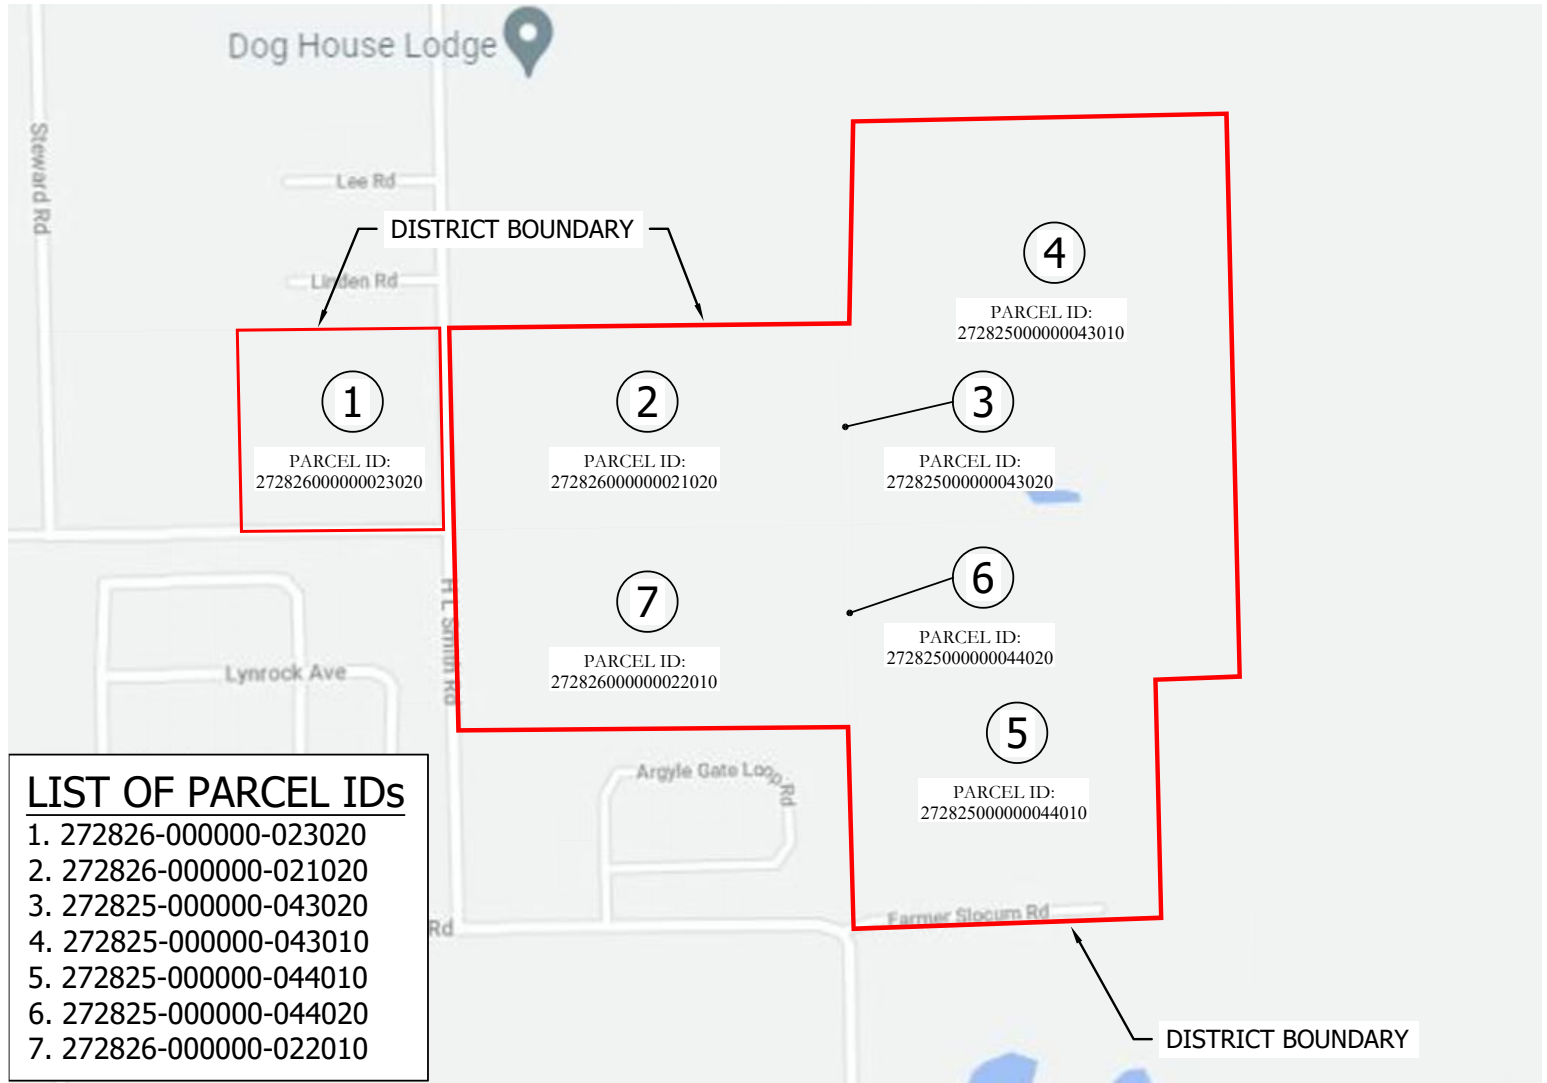 Dog House Lodge
Steward Rd
Lee Rd
DISTRICT BOUNDARY
Linden Rd
4
PARCEL ID:
272825000000043010
1
PARCEL ID:
272826000000023020
2
PARCEL ID:
272826000000021020
3
PARCEL ID:
272825000000043020
6
PARCEL ID:
272825000000044020
7
PARCEL ID:
272826000000022010
H L Smith Rd
Lynrock Ave
5
PARCEL ID:
272825000000044010
Argyle Gate Loop Rd
Farmer Slocum Rd
Rd
DISTRICT BOUNDARY
LIST OF PARCEL IDs
1. 272826-000000-023020
2. 272826-000000-021020
3. 272825-000000-043020
4. 272825-000000-043010
5. 272825-000000-044010
6. 272825-000000-044020
7. 272826-000000-022010